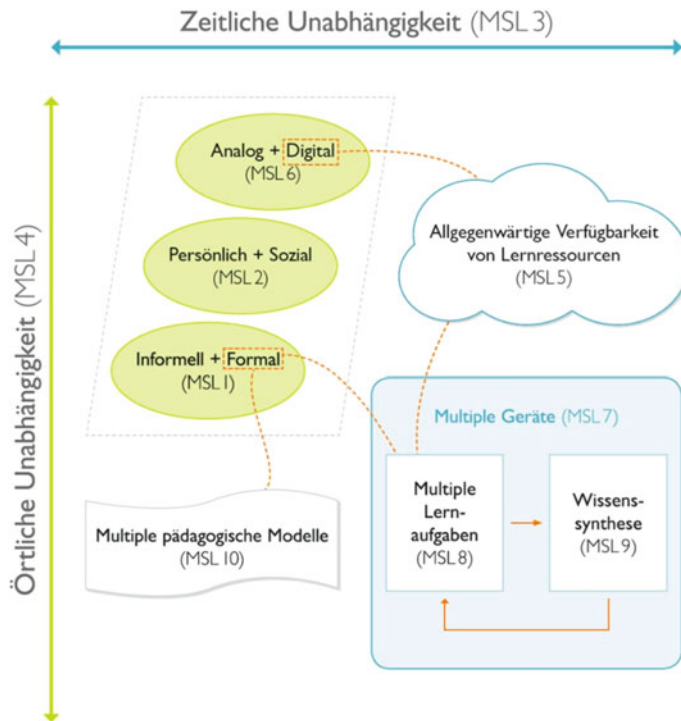 Zeitliche Unabhängigkeit (MSL 3)
Örtliche Unabhängigkeit (MSL 4)
Analog + Digital
(MSL 6)
Persönlich + Sozial
(MSL 2)
Informell + Formal
(MSL 1)
Allgegenwärtige Verfügbarkeit
von Lernressourcen
(MSL 5)
Multiple pädagogische Modelle
(MSL 10)
Multiple Geräte (MSL 7)
Multiple
Lern-
aufgaben
(MSL 8)
Wissens-
synthese
(MSL 9)